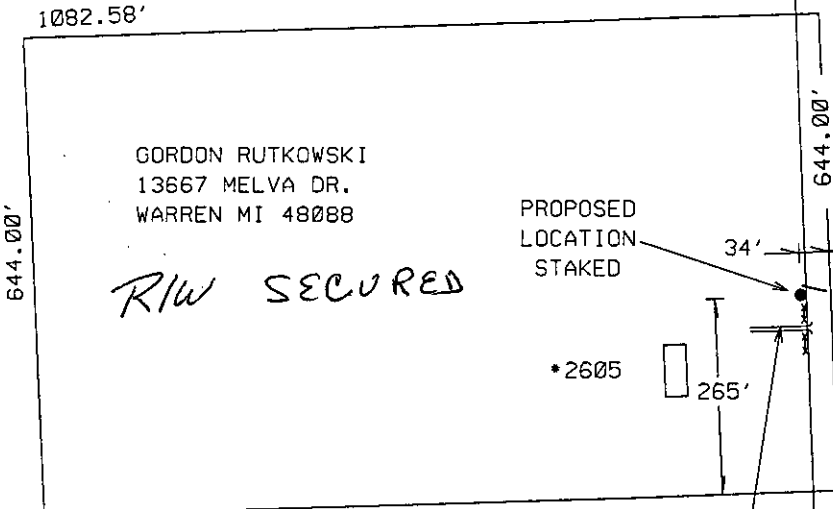 1082.58'
644.00'
GORDON RUTKOWSKI
13667 MELVA DR.
WARREN MI 48088
R/W SECURED
PROPOSED
LOCATION
STAKED
34'
644.00'
*2605
265'